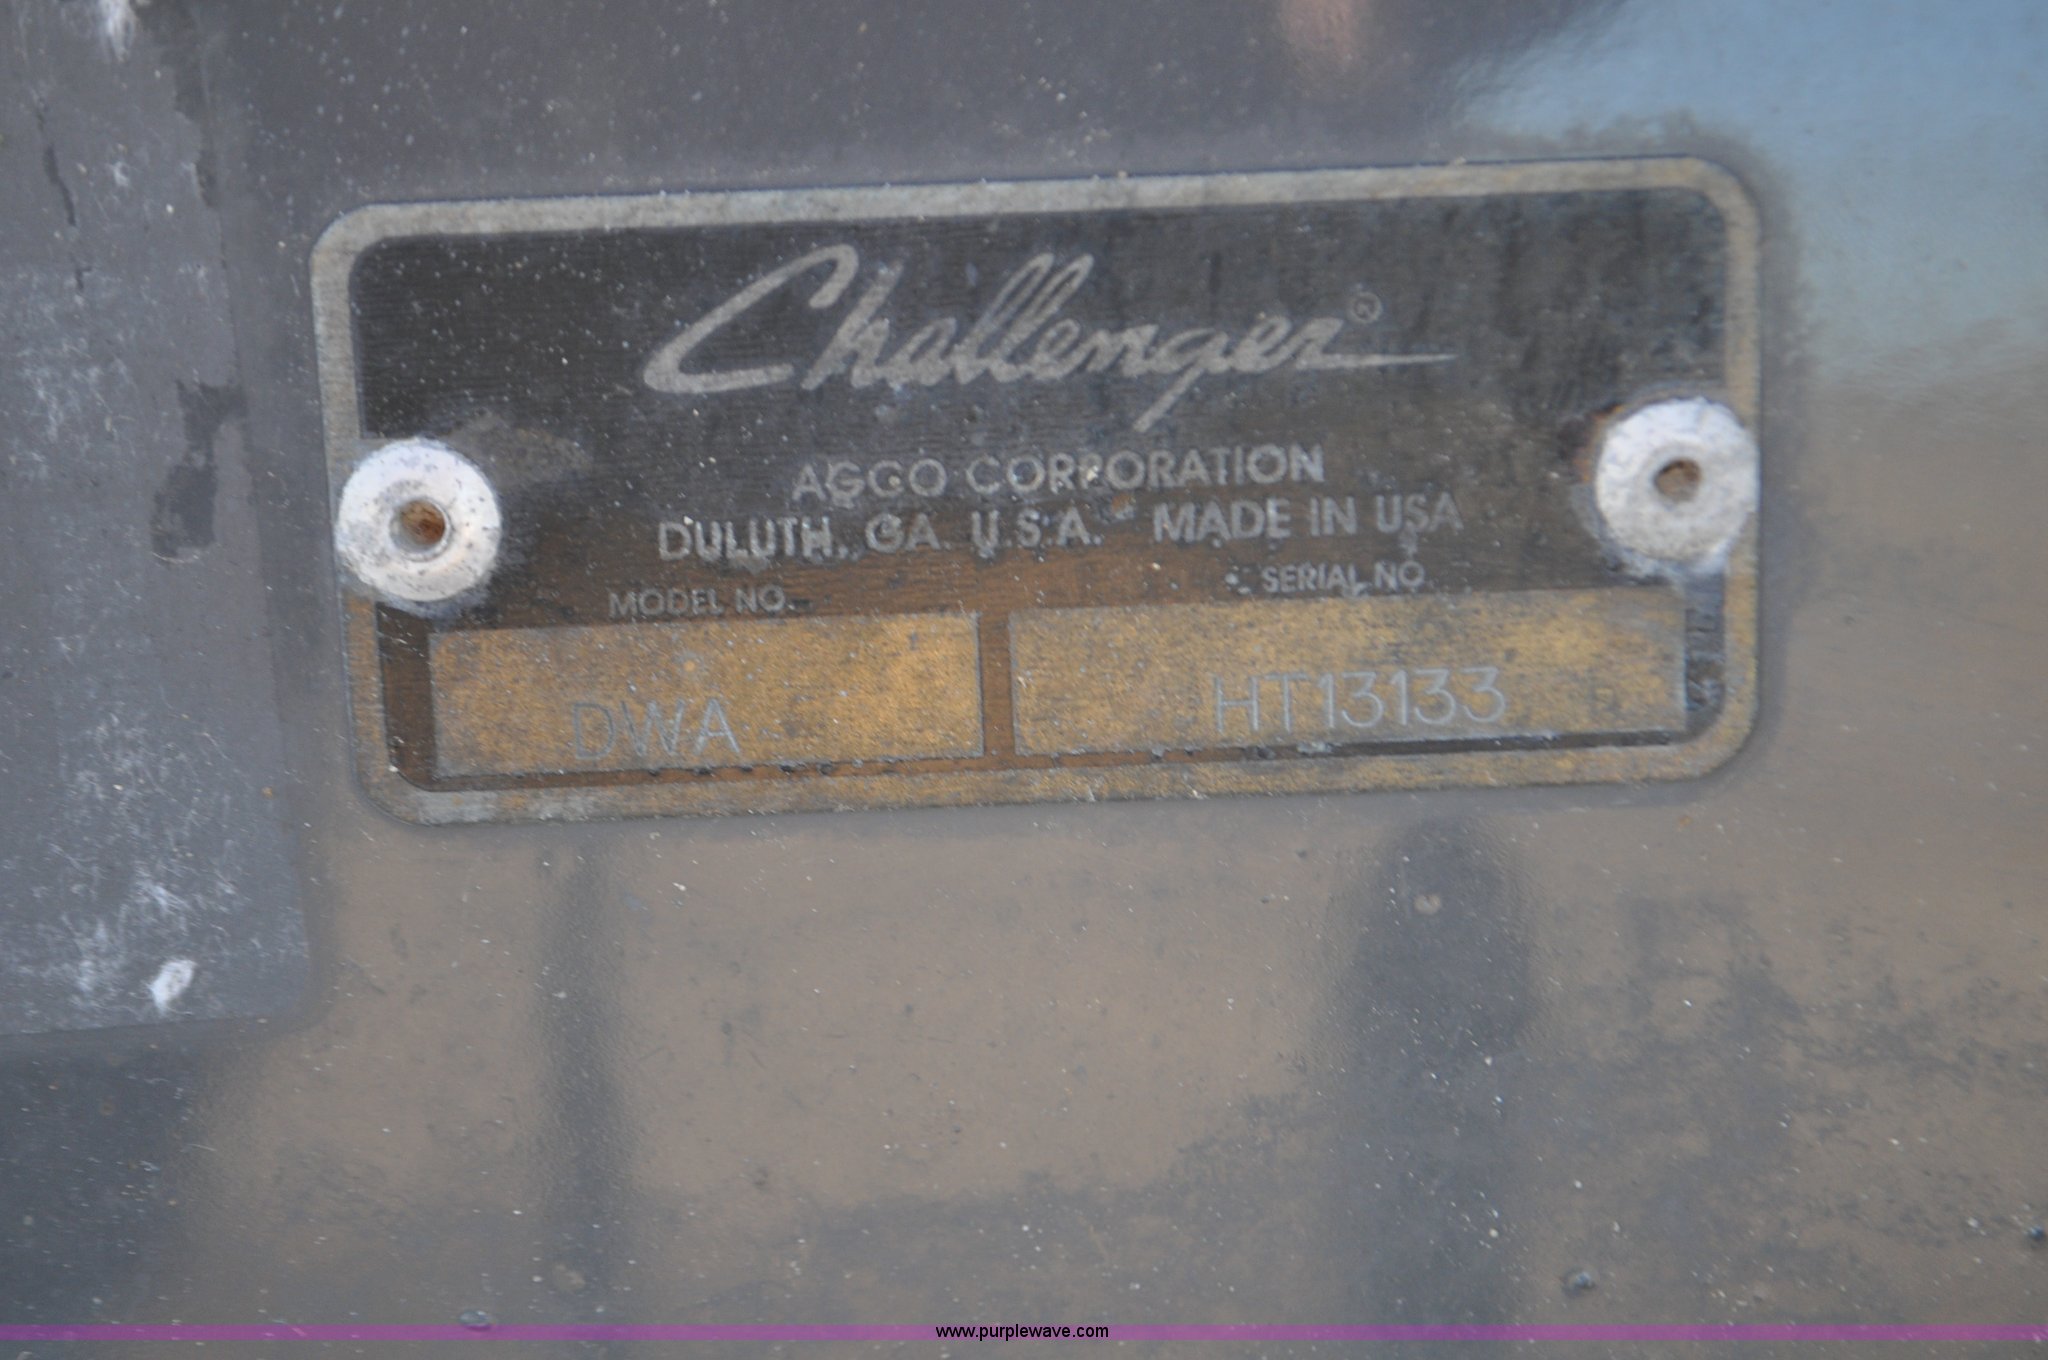 Challenger®
AGCO CORPORATION
DULUTH, GA. U.S.A. MADE IN USA
MODEL NO. SERIAL NO.
DWA HT13133
www.purplewave.com